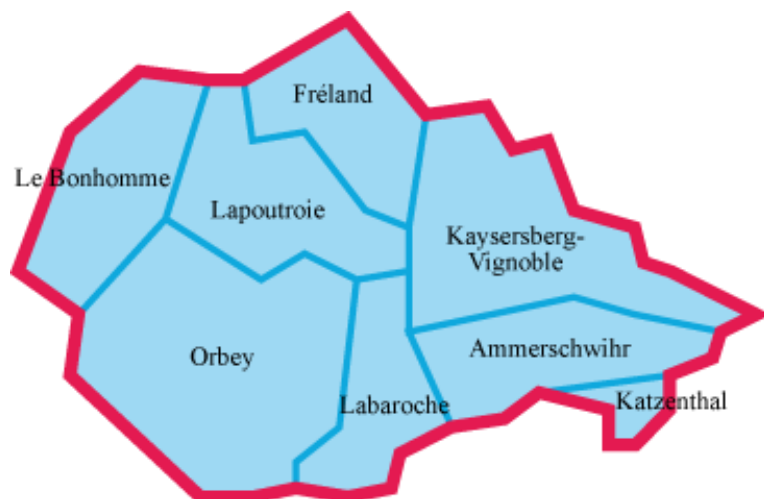 Fréland
Le Bonhomme
Lapoutroie
Kaysersberg-
Vignoble
Orbey
Ammerschwihr
Labaroche
Katzenthal